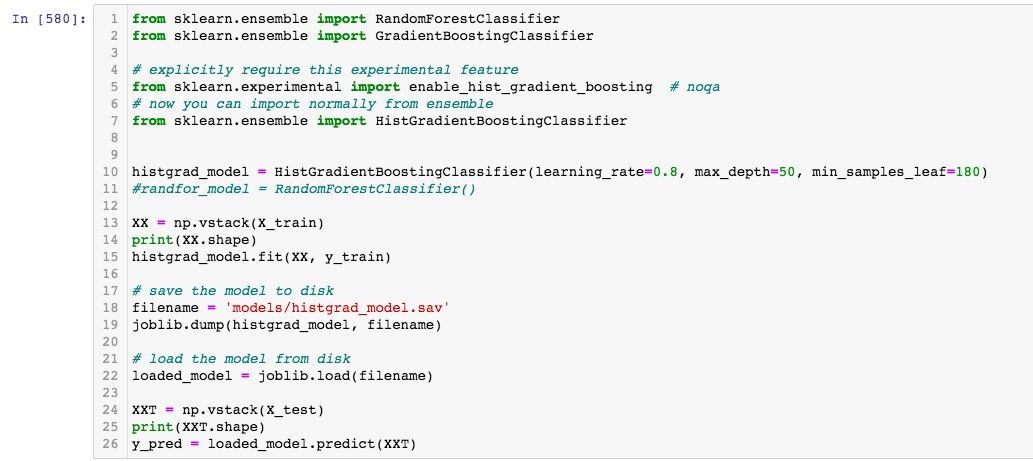 In [580]:
1 from sklearn.ensemble import RandomForestClassifier
2 from sklearn.ensemble import GradientBoostingClassifier
3
4 # explicitly require this experimental feature
5 from sklearn.experimental import enable_hist_gradient_boosting  # noqa
6 # now you can import normally from ensemble
7 from sklearn.ensemble import HistGradientBoostingClassifier
8
9
10 histgrad_model = HistGradientBoostingClassifier(learning_rate=0.8, max_depth=50, min_samples_leaf=180)
11 #randfor_model = RandomForestClassifier()
12
13 XX = np.vstack(X_train)
14 print(XX.shape)
15 histgrad_model.fit(XX, y_train)
16
17 # save the model to disk
18 filename = 'models/histgrad_model.sav'
19 joblib.dump(histgrad_model, filename)
20
21 # load the model from disk
22 loaded_model = joblib.load(filename)
23
24 XXT = np.vstack(X_test)
25 print(XXT.shape)
26 y_pred = loaded_model.predict(XXT)